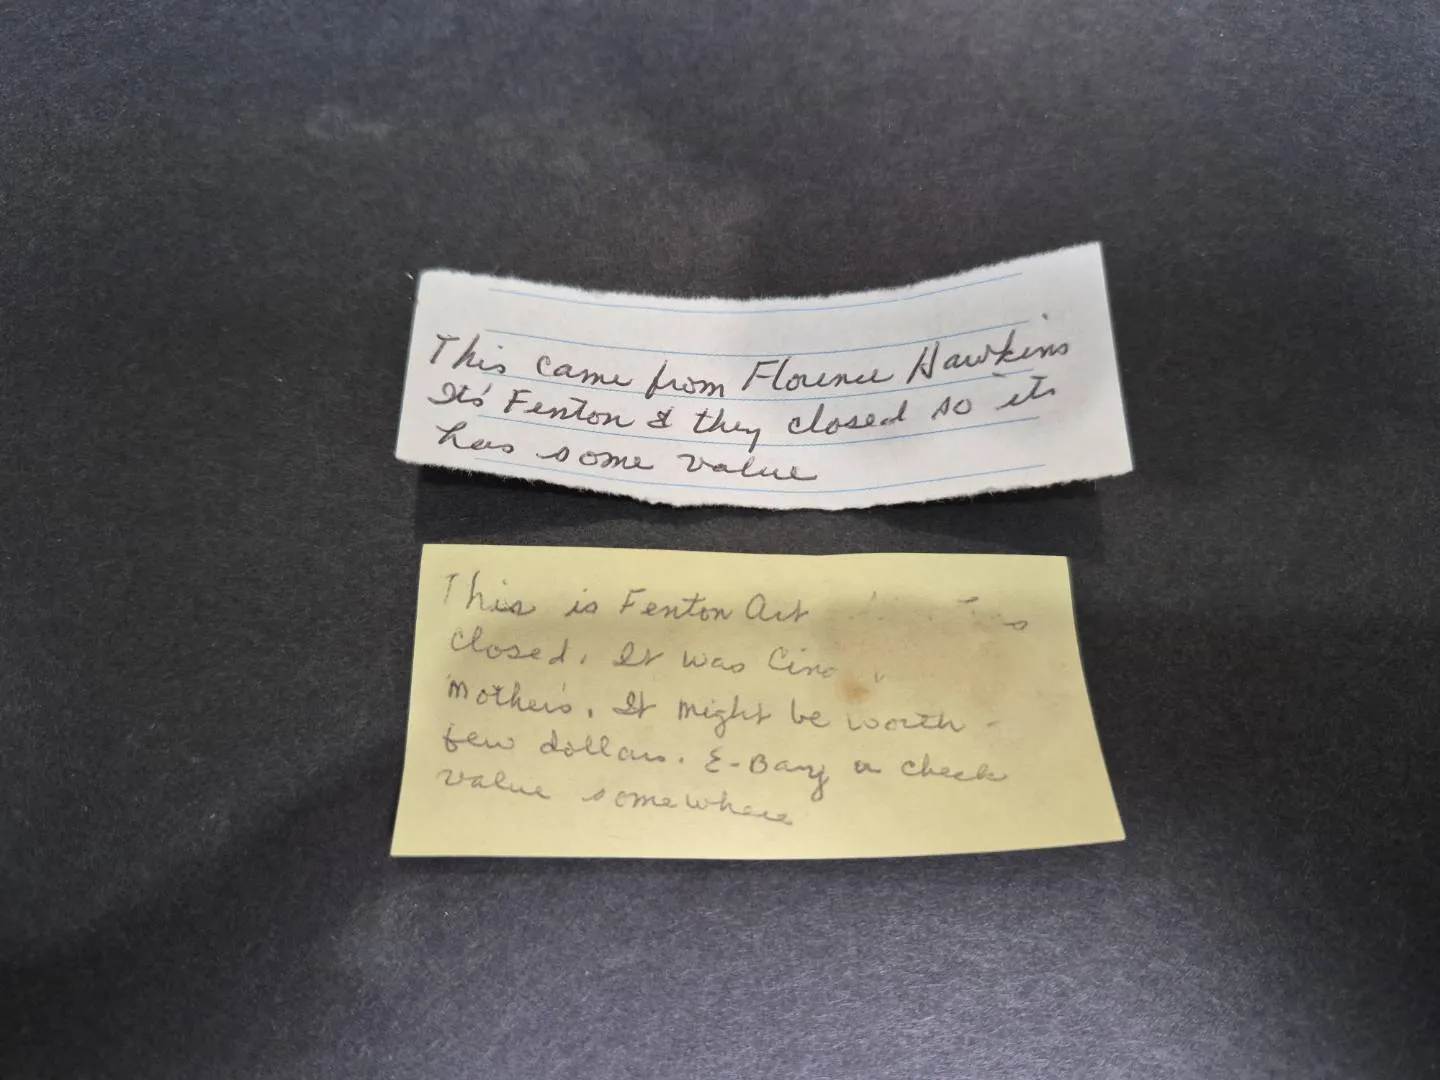 This came from Florence Hawkins
It's Fenton & they closed so its
has some value
This is Fenton Art
closed. It was
Mother's. It might be worth
few dollars. E-Bay or check
value somewhere